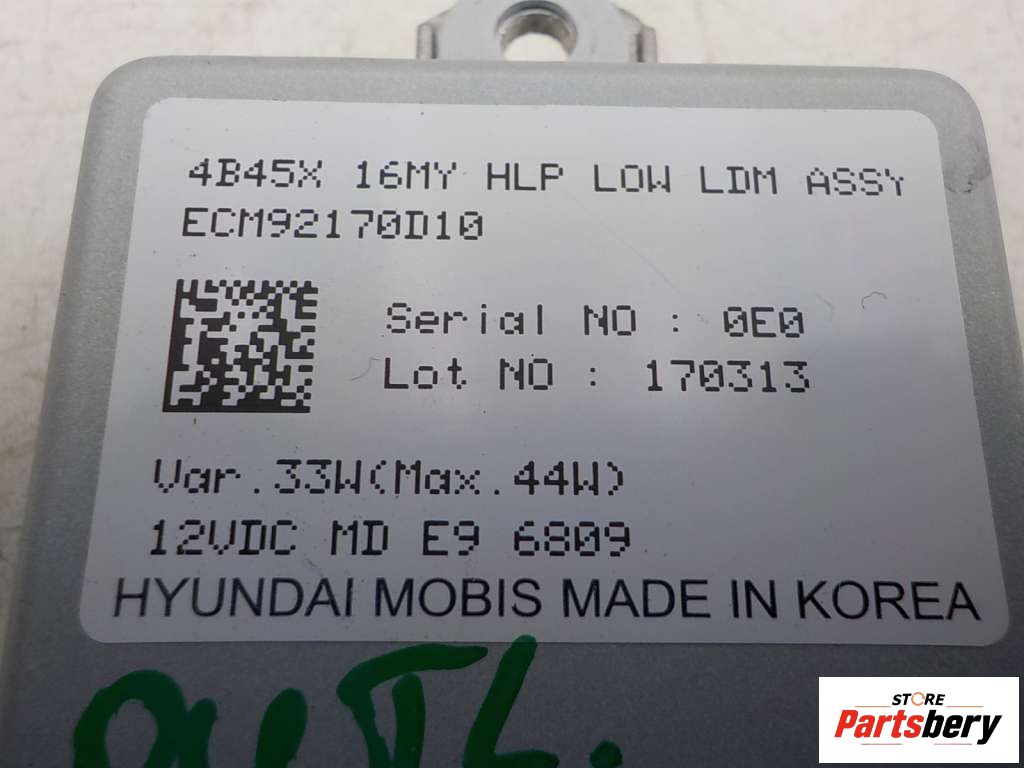 4B45X 16MY HLP LOW LDM ASSY
ECM92170D10
Serial NO : 0E0
Lot NO : 170313
Var.33W(Max.44W)
12VDC MD E9 6809
HYUNDAI MOBIS MADE IN KOREA
STORE
Partsbery